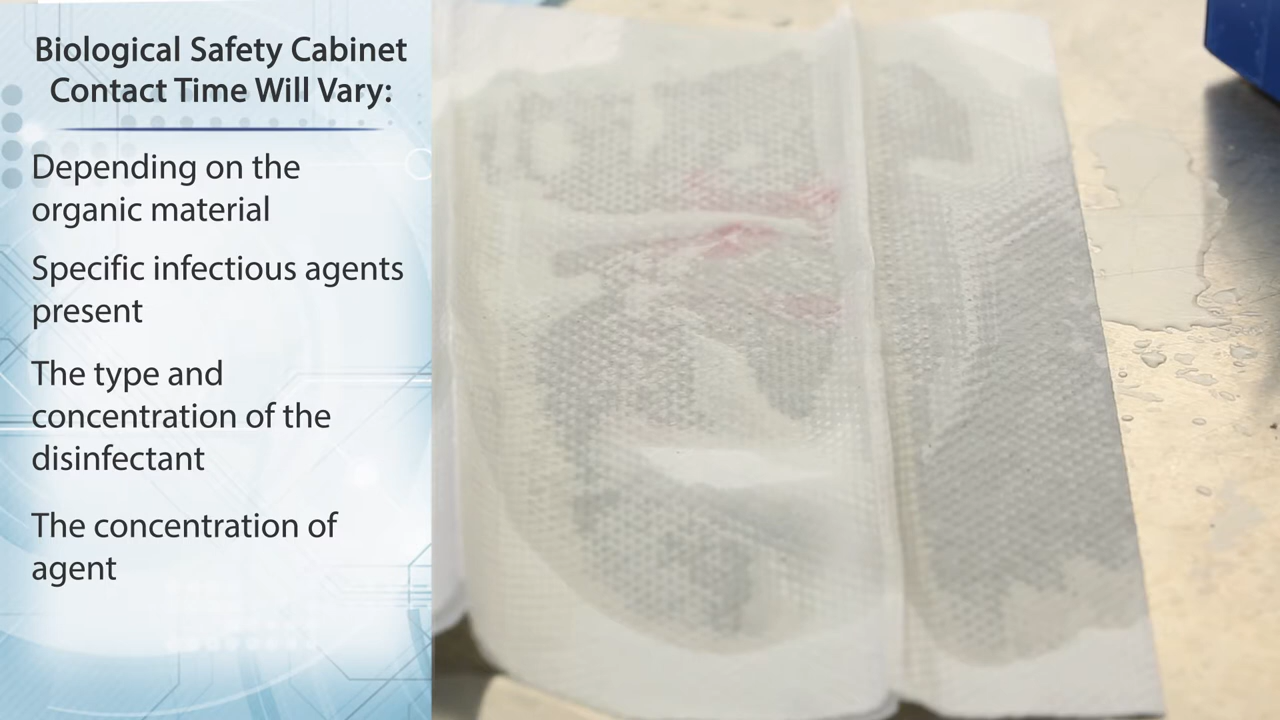 Biological Safety Cabinet
Contact Time Will Vary:
Depending on the
organic material
Specific infectious agents
present
The type and
concentration of the
disinfectant
The concentration of
agent